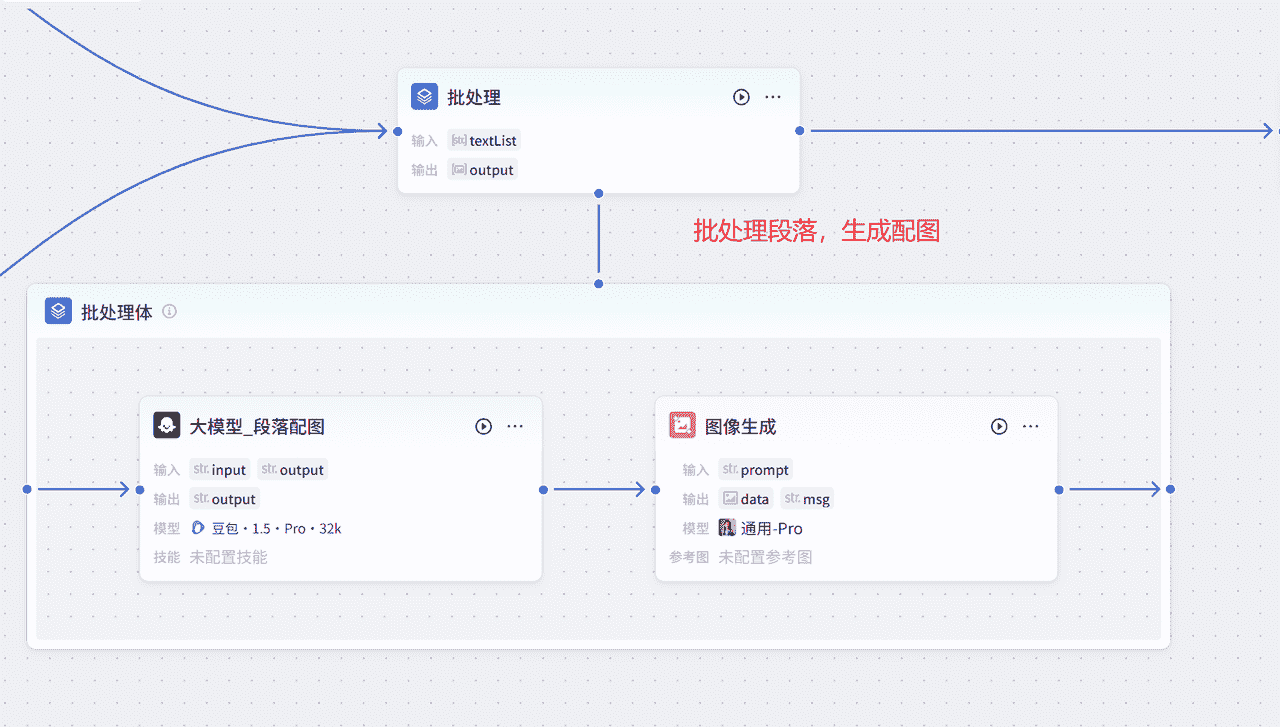 批处理
输入 str. textList
输出 output
批处理段落，生成配图
批处理体
大模型_段落配图
输入 str. input str. output
输出 str. output
模型 豆包·1.5·Pro·32k
技能 未配置技能
图像生成
输入 str. prompt
输出 data str. msg
模型 通用-Pro
参考图 未配置参考图